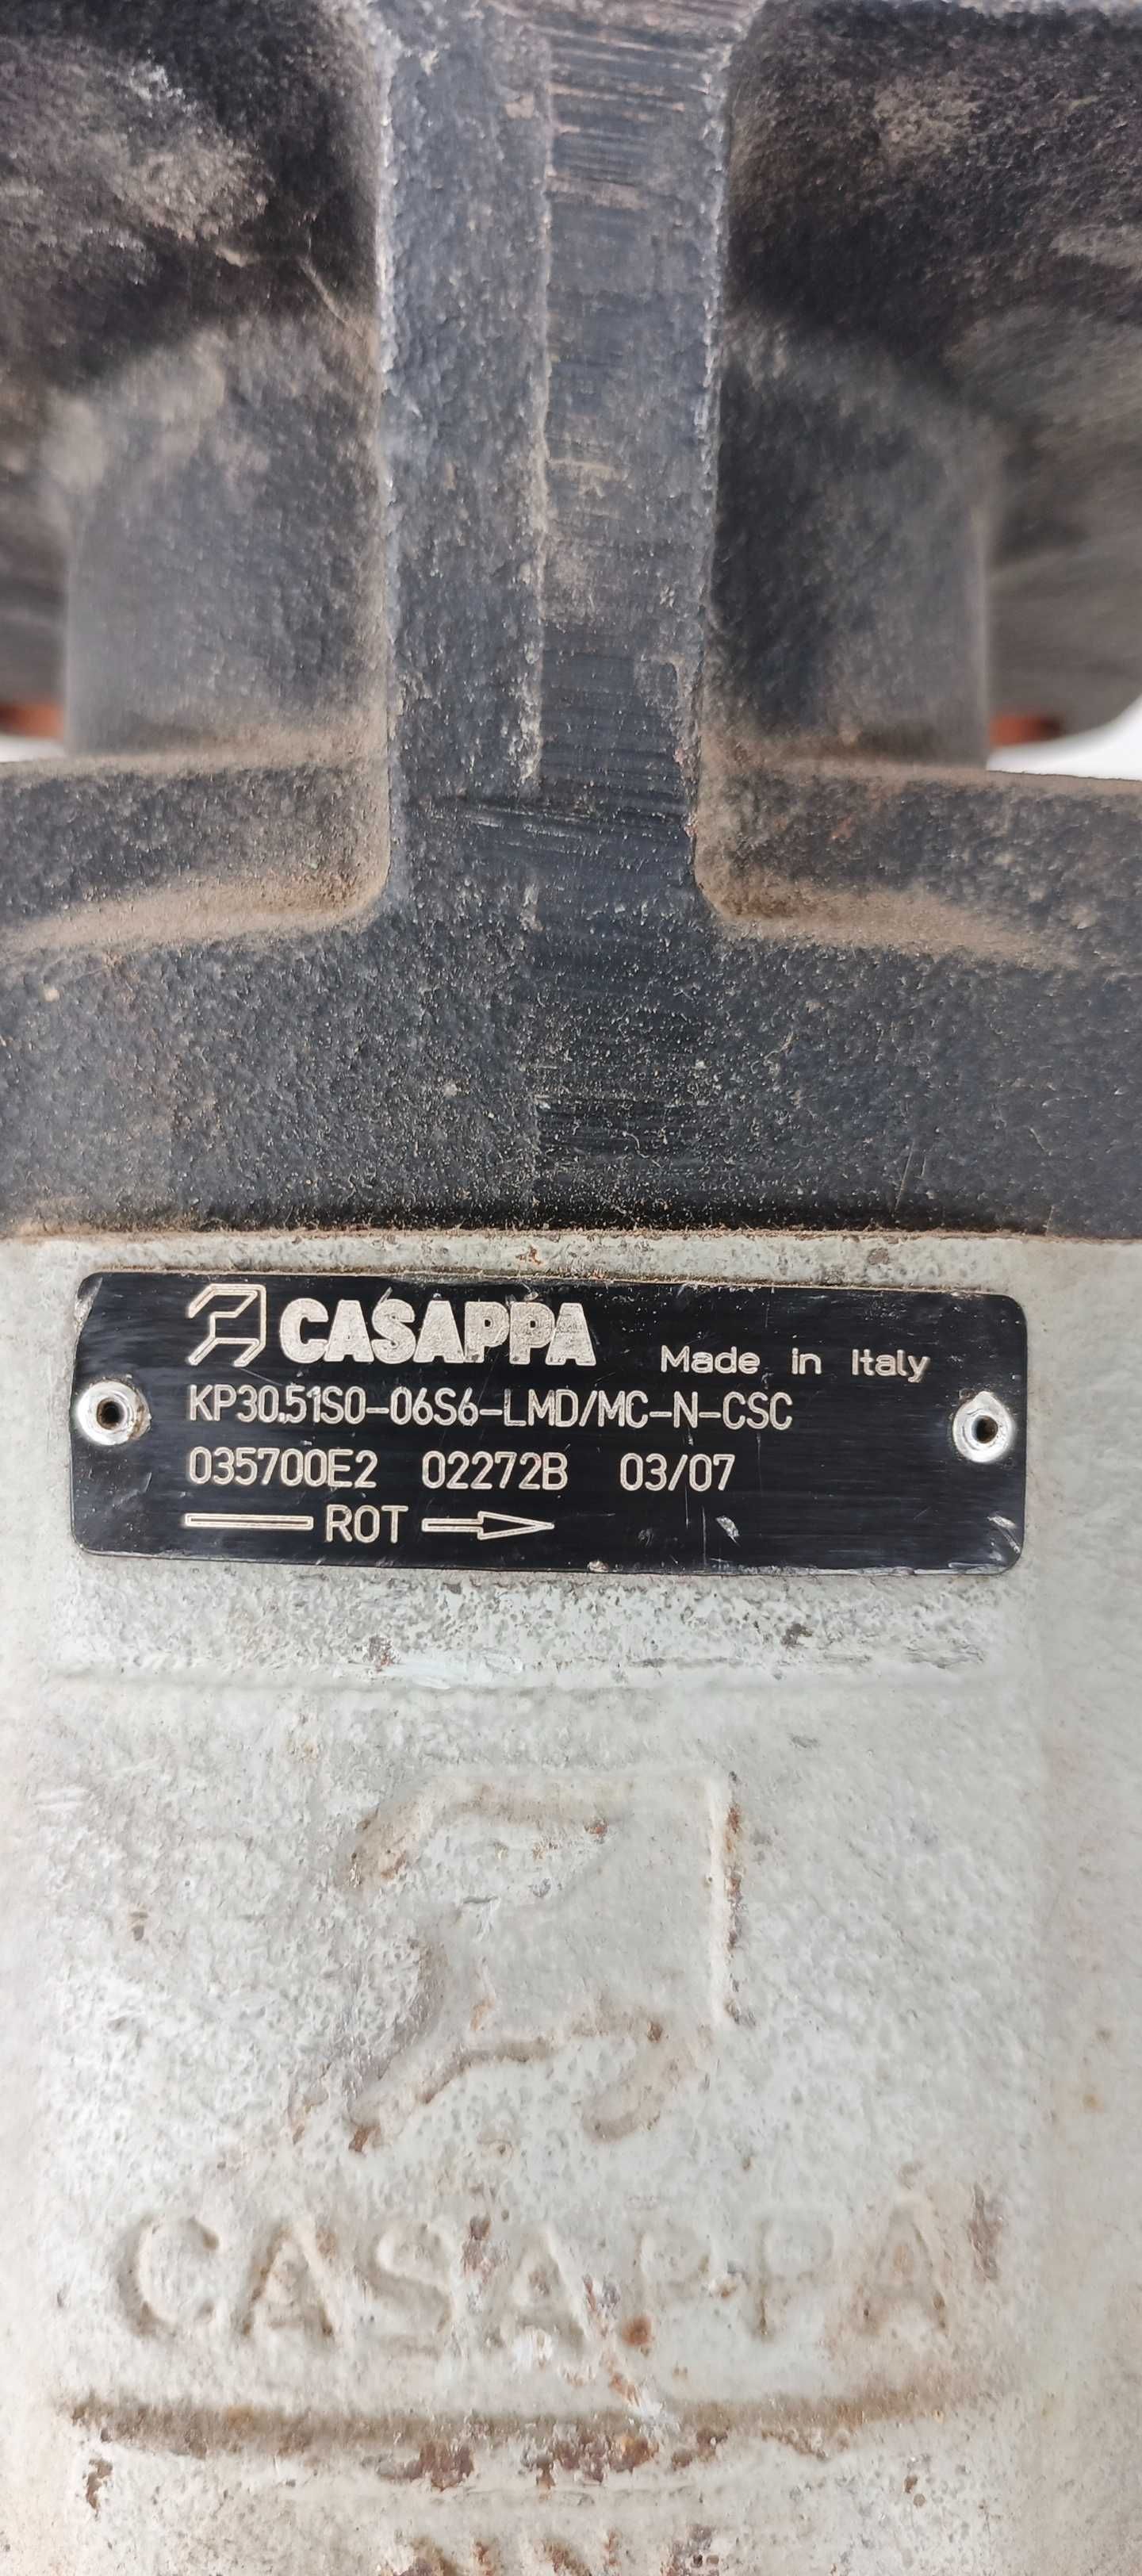 CASAPPA Made in Italy
KP30.51S0-06S6-LMD/MC-N-CSC
035700E2 02272B 03/07
ROT
CASAPPA